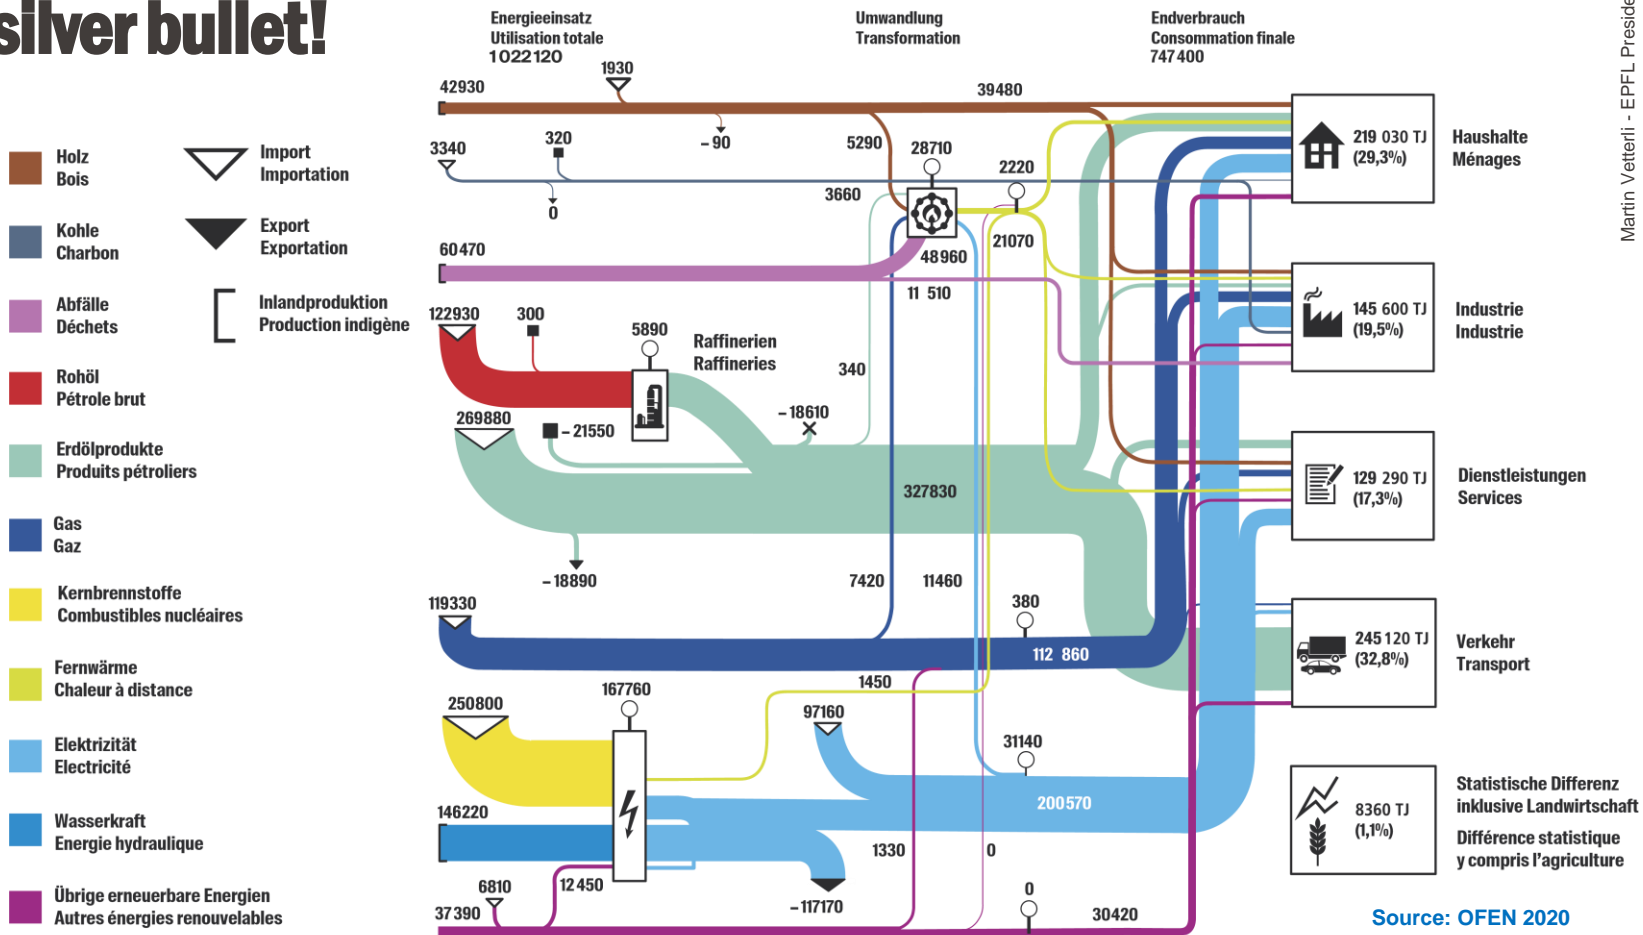 silver bullet!
Energieeinsatz
Utilisation totale
1 022 120
Umwandlung
Transformation
Endverbrauch
Consommation finale
747 400
Martin Vetterli - EPFL
Holz
Bois
Kohle
Charbon
Abfälle
Déchets
Rohöl
Pétrole brut
Erdölprodukte
Produits pétroliers
Gas
Gaz
Kernbrennstoffe
Combustibles nucléaires
Fernwärme
Chaleur à distance
Elektrizität
Electricité
Wasserkraft
Energie hydraulique
Übrige erneuerbare Energien
Autres énergies renouvelables
Import
Importation
Export
Exportation
Inlandproduktion
Production indigène
42930
1930
39480
3340
320
– 90
5290
28710
2220
0
3660
60470
48960
21070
11 510
122930
300
5890
Raffinerien
Raffineries
340
269880
– 21550
– 18610
327830
– 18890
7420
11460
119330
380
112 860
1450
250800
167760
97160
31140
200570
146220
1330
0
6810
12450
–117170
37390
0
30420
219 030 TJ
(29,3%)
Haushalte
Ménages
145 600 TJ
(19,5%)
Industrie
Industrie
129 290 TJ
(17,3%)
Dienstleistungen
Services
245 120 TJ
(32,8%)
Verkehr
Transport
8360 TJ
(1,1%)
Statistische Differenz
inklusive Landwirtschaft
Différence statistique
y compris l'agriculture
Source: OFEN 2020